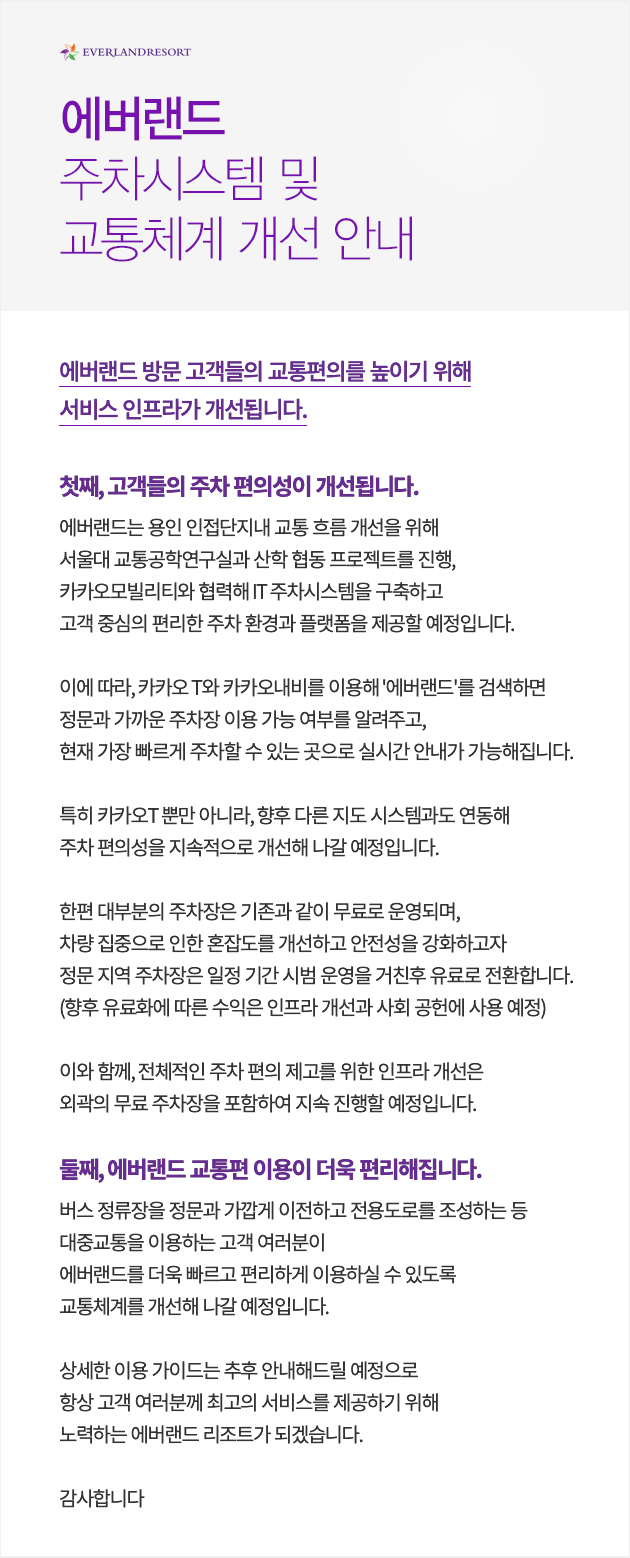 EVERLANDRESORT
에버랜드
주차시스템 및
교통체계 개선 안내
에버랜드 방문 고객들의 교통편의를 높이기 위해
서비스 인프라가 개선됩니다.
첫째, 고객들의 주차 편의성이 개선됩니다.
에버랜드는 용인 인접단지내 교통 흐름 개선을 위해
서울대 교통공학연구실과 산학 협동 프로젝트를 진행,
카카오모빌리티와 협력해 IT 주차시스템을 구축하고
고객 중심의 편리한 주차 환경과 플랫폼을 제공할 예정입니다.
이에 따라, 카카오 T와 카카오내비를 이용해 '에버랜드'를 검색하면
정문과 가까운 주차장 이용 가능 여부를 알려주고,
현재 가장 빠르게 주차할 수 있는 곳으로 실시간 안내가 가능해집니다.
특히 카카오T 뿐만 아니라, 향후 다른 지도 시스템과도 연동해
주차 편의성을 지속적으로 개선해 나갈 예정입니다.
한편 대부분의 주차장은 기존과 같이 무료로 운영되며,
차량 집중으로 인한 혼잡도를 개선하고 안전성을 강화하고자
정문 지역 주차장은 일정 기간 시범 운영을 거친후 유료로 전환합니다.
(향후 유료화에 따른 수익은 인프라 개선과 사회 공헌에 사용 예정)
이와 함께, 전체적인 주차 편의 제고를 위한 인프라 개선은
외곽의 무료 주차장을 포함하여 지속 진행할 예정입니다.
둘째, 에버랜드 교통편 이용이 더욱 편리해집니다.
버스 정류장을 정문과 가깝게 이전하고 전용도로를 조성하는 등
대중교통을 이용하는 고객 여러분이
에버랜드를 더욱 빠르고 편리하게 이용하실 수 있도록
교통체계를 개선해 나갈 예정입니다.
상세한 이용 가이드는 추후 안내해드릴 예정으로
항상 고객 여러분께 최고의 서비스를 제공하기 위해
노력하는 에버랜드 리조트가 되겠습니다.
감사합니다